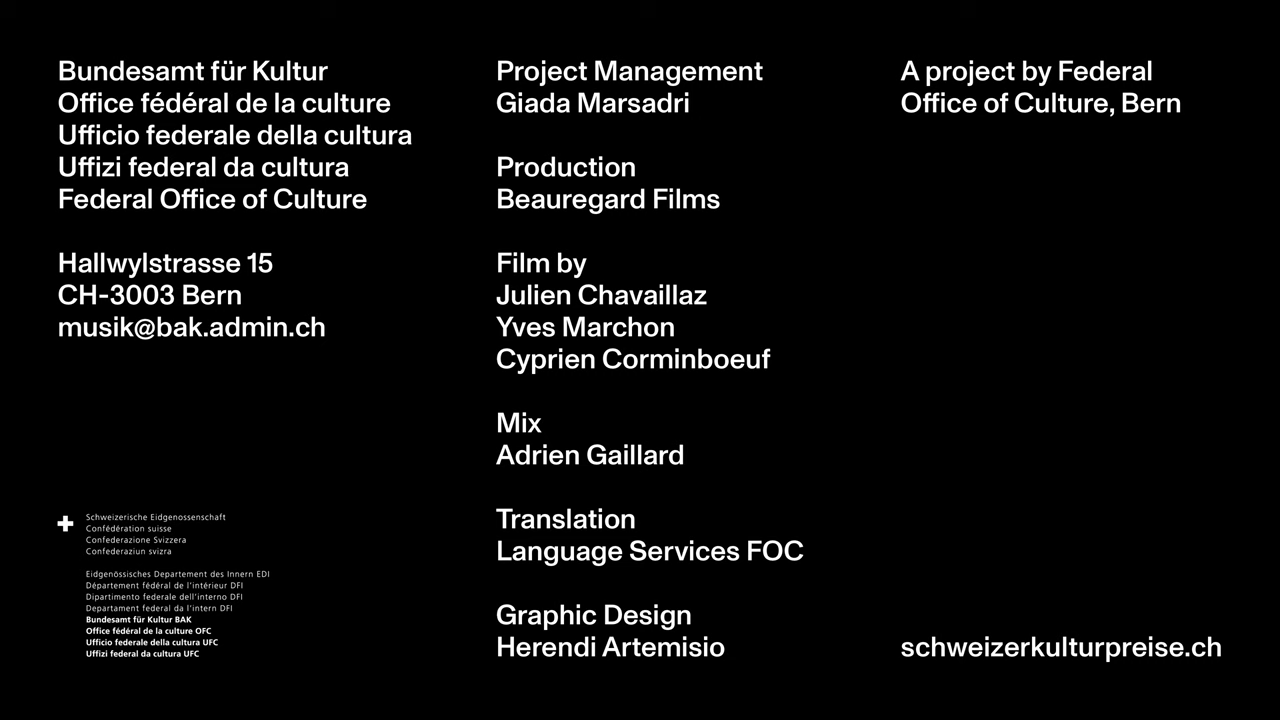 Bundesamt für Kultur
Office fédéral de la culture
Ufficio federale della cultura
Uffizi federal da cultura
Federal Office of Culture
Hallwylstrasse 15
CH-3003 Bern
musik@bak.admin.ch
Schweizerische Eidgenossenschaft
Confédération suisse
Confederazione Svizzera
Confederaziun svizra
Eidgenössisches Departement des Innern EDI
Département fédéral de l'intérieur DFI
Dipartimento federale dell'interno DFI
Departament federal da l'intern DFI
Bundesamt für Kultur BAK
Office fédéral de la culture OFC
Ufficio federale della cultura UFC
Uffizi federal da cultura UFC
Project Management
Giada Marsadri
Production
Beauregard Films
Film by
Julien Chavaillaz
Yves Marchon
Cyprien Corminboeuf
Mix
Adrien Gaillard
Translation
Language Services FOC
Graphic Design
Herendi Artemisio
A project by Federal
Office of Culture, Bern
schweizerkulturpreise.ch